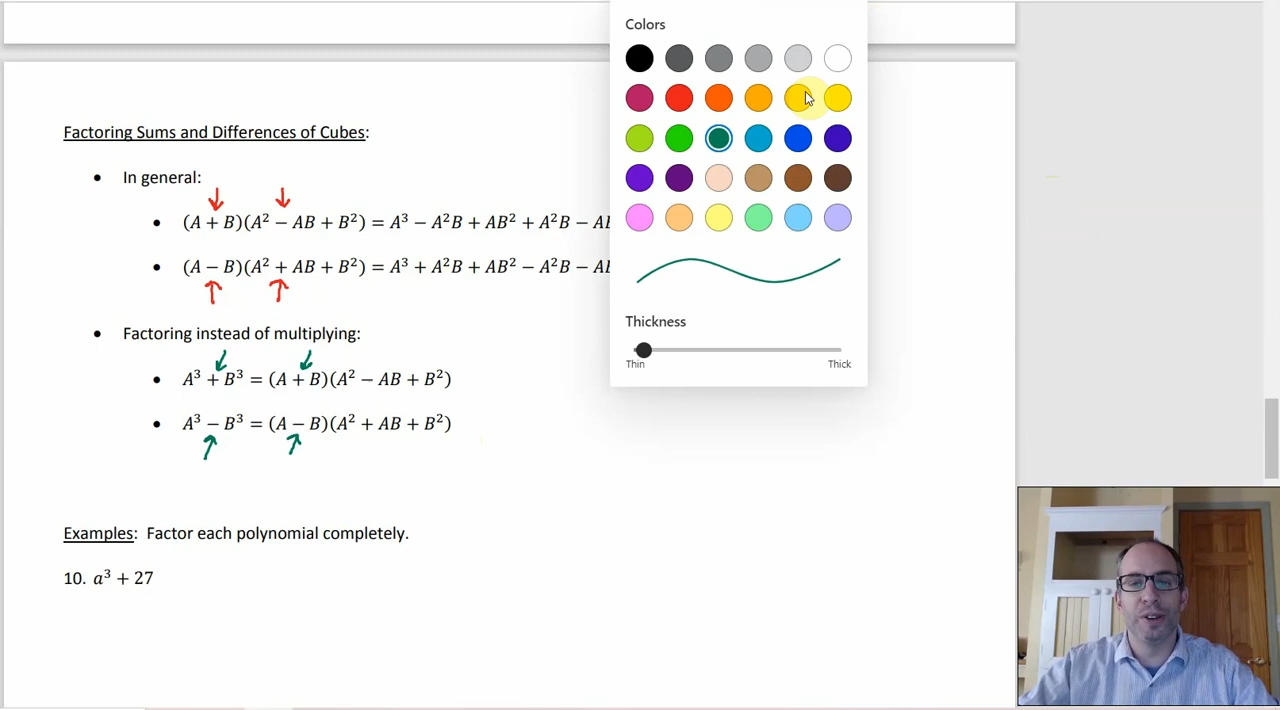 Colors
Factoring Sums and Differences of Cubes:
• In general:
• (A + B)(A² − AB + B²) = A³ − A²B + AB² + A²B −
• (A − B)(A² + AB + B²) = A³ + A²B + AB² − A²B −
Thickness
Thin Thick
• Factoring instead of multiplying:
• A³ + B³ = (A + B)(A² − AB + B²)
• A³ − B³ = (A − B)(A² + AB + B²)
Examples: Factor each polynomial completely.
10. a³ + 27